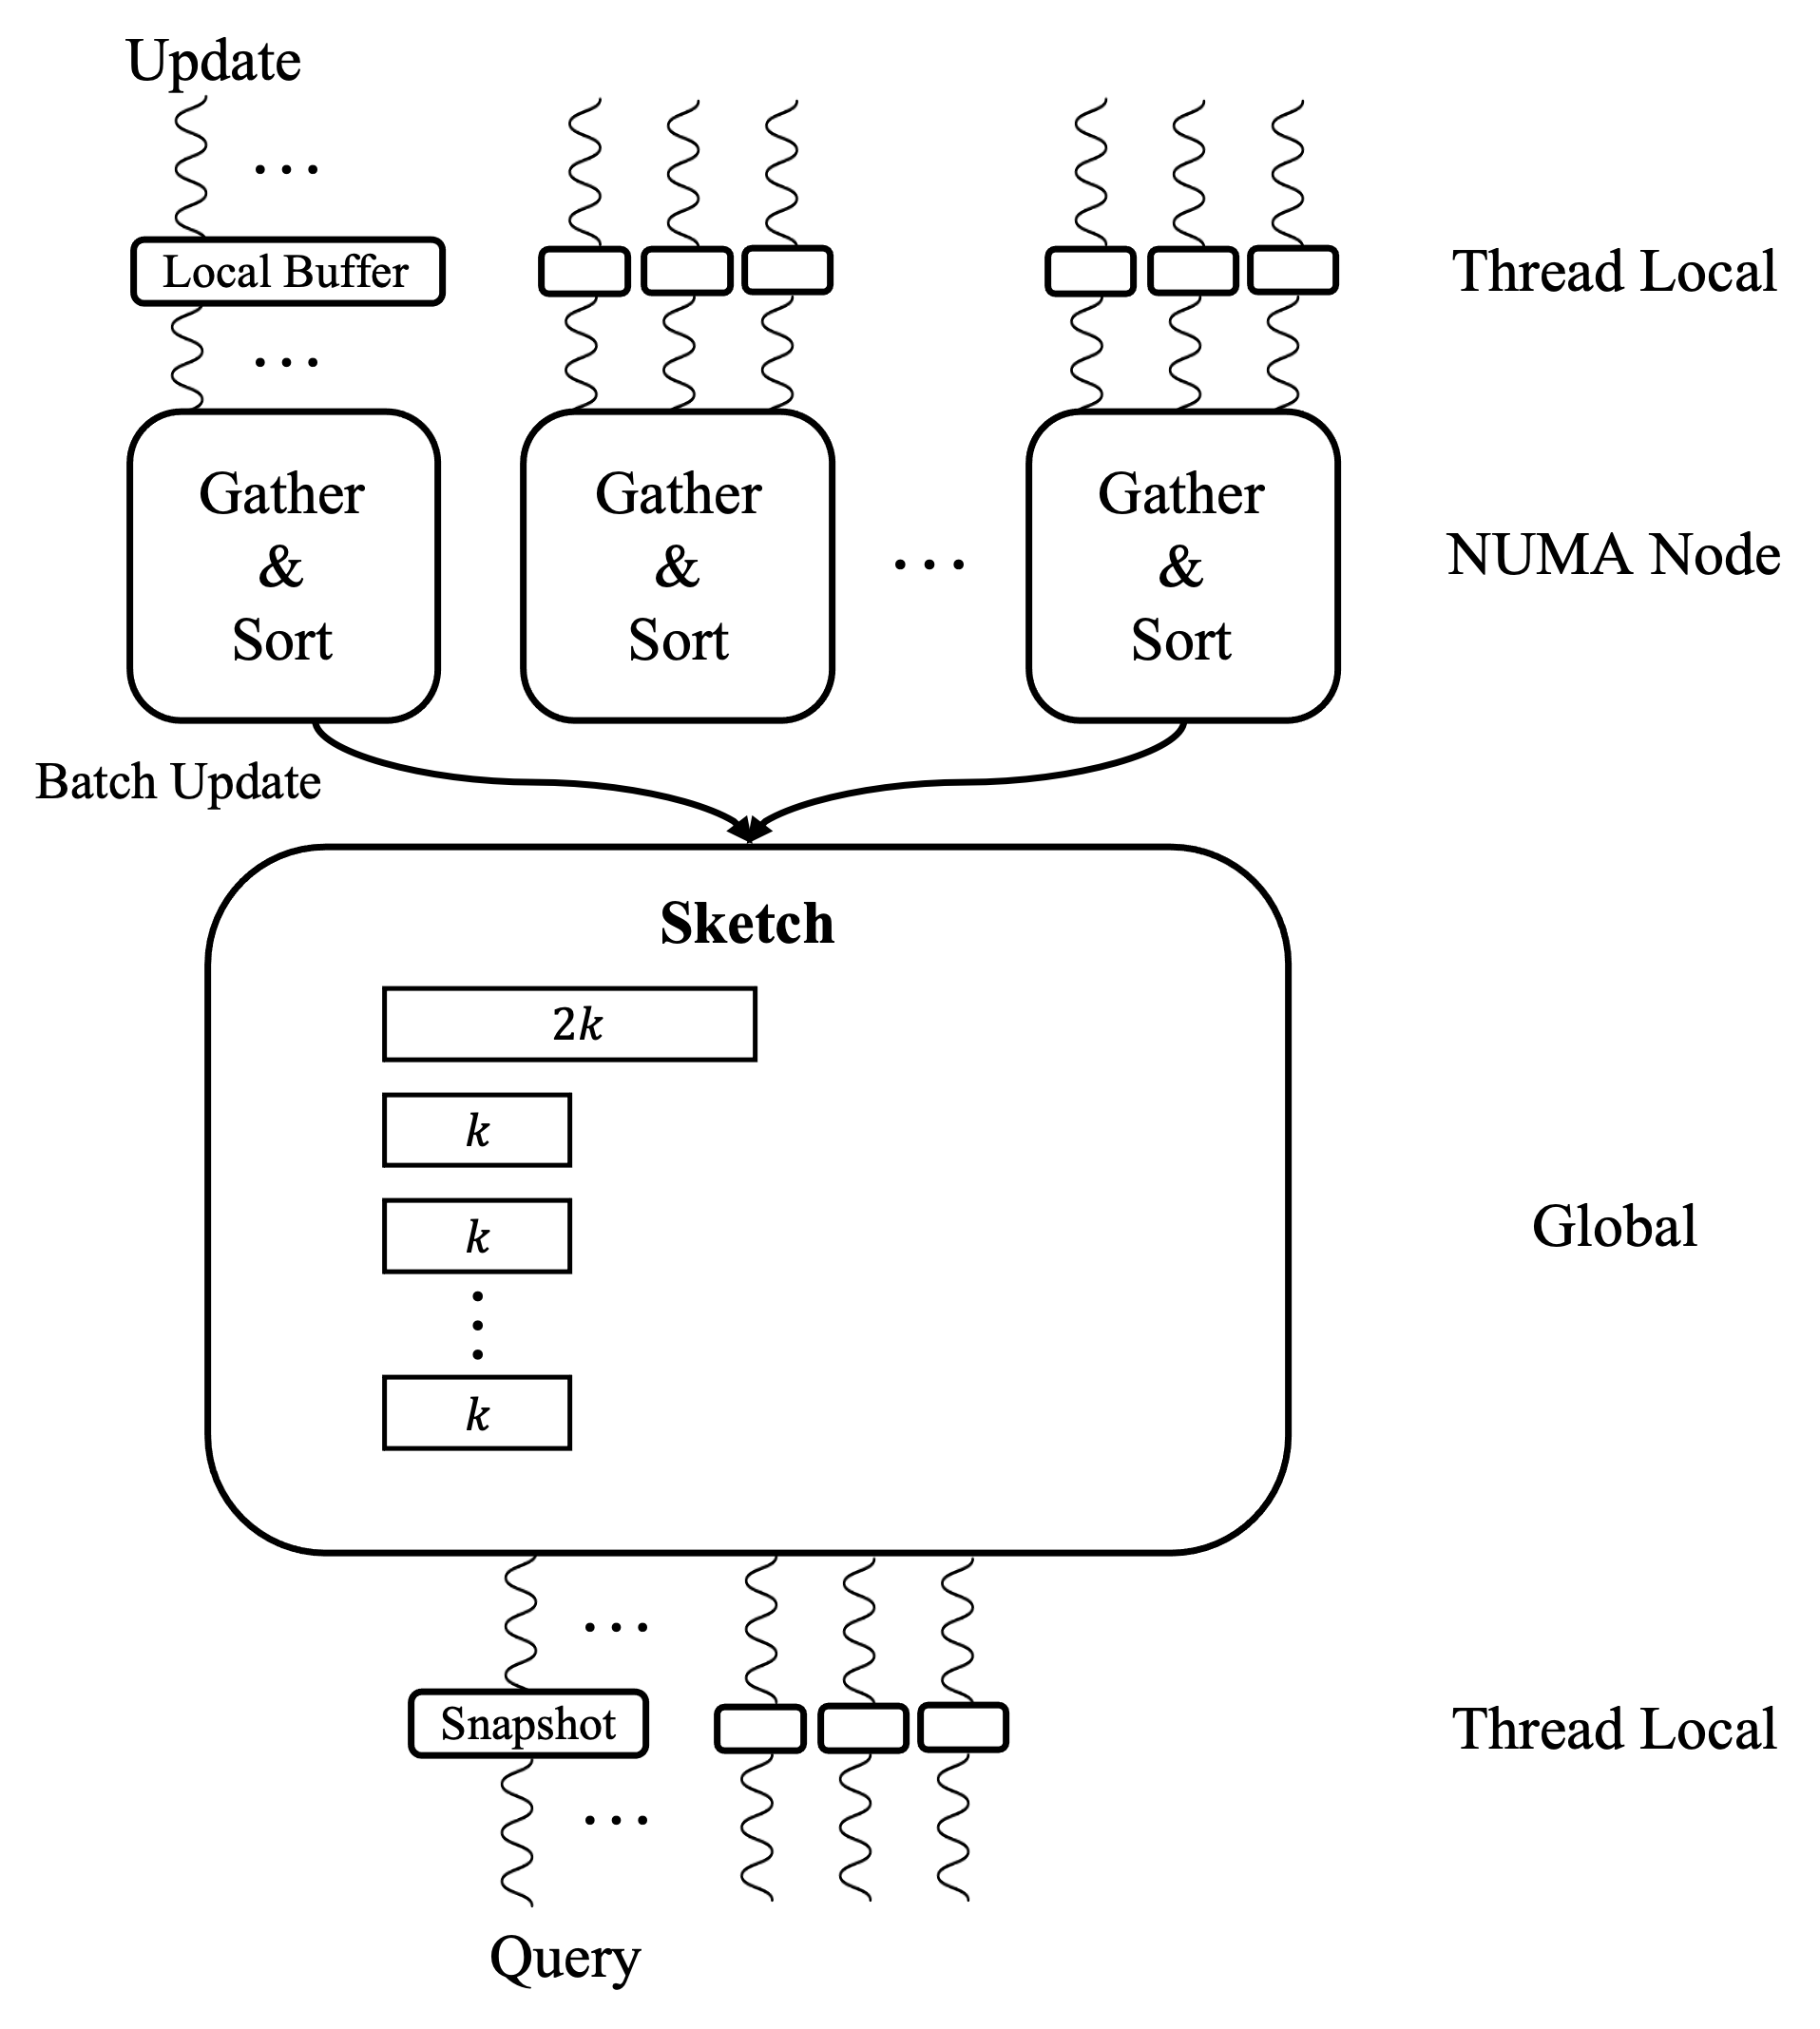 Update
...
Local Buffer
Thread Local
...
Gather
&
Sort
Gather
&
Sort
...
Gather
&
Sort
NUMA Node
Batch Update
Sketch
2k
k
k
k
Global
...
Snapshot
Thread Local
...
Query